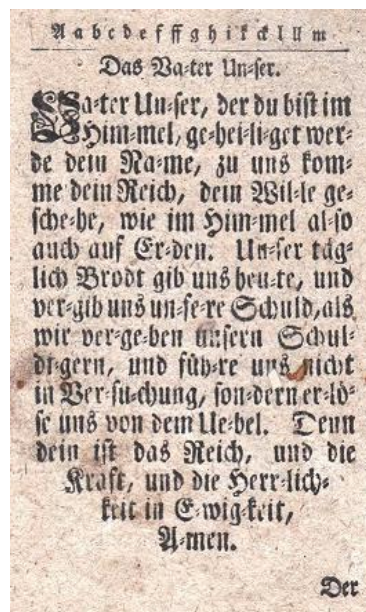 A a b c d e f ff g h i k ck l ll m
Das Va⸗ter Un⸗ſer.
Va⸗ter Un⸗ſer, der du biſt im
Him⸗mel, ge⸗hei⸗li⸗get wer⸗
de dein Na⸗me, zu uns kom⸗
me dein Reich, dein Wil⸗le ge⸗
ſche⸗he, wie im Him⸗mel al⸗ſo
auch auf Er⸗den. Un⸗ſer täg⸗
lich Brodt gib uns heu⸗te, und
ver⸗gib uns un⸗ſe⸗re Schuld, als
wir ver⸗ge⸗ben unſern Schul⸗
di⸗gern, und füh⸗re uns nicht
in Ver⸗ſu⸗chung, ſon⸗dern er⸗lö⸗
ſe uns von dem Ue⸗bel. Denn
dein iſt das Reich, und die
Kraft, und die Herr⸗lich⸗
keit in E⸗wig⸗keit,
A⸗men.
Der